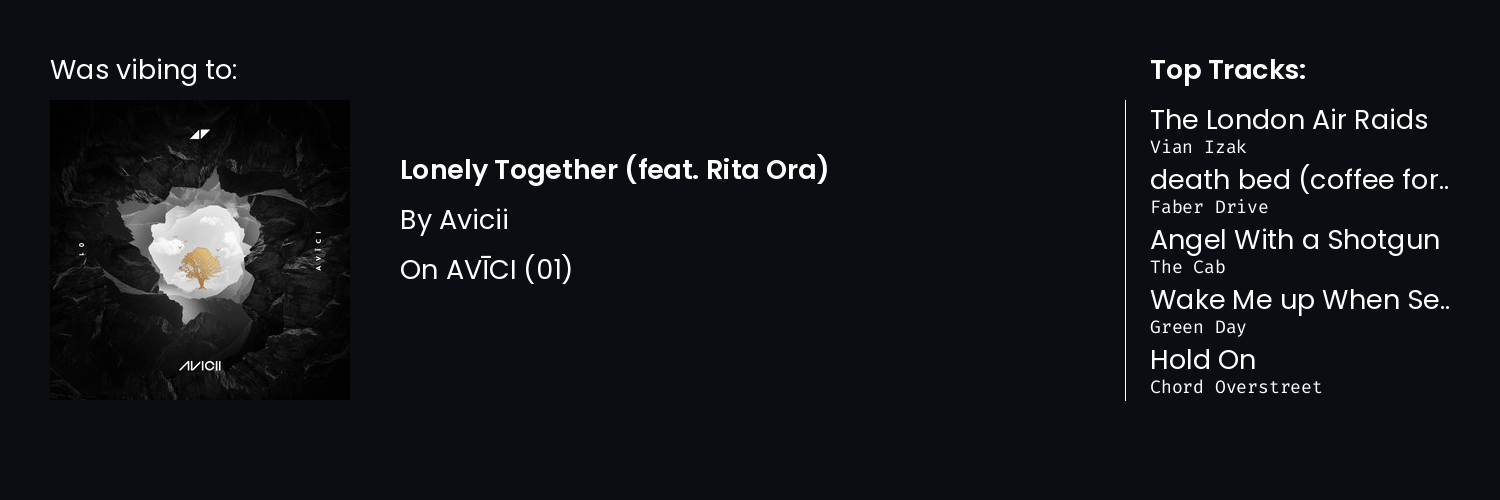 Was vibing to:
01
AVĪCI
AVICII
Lonely Together (feat. Rita Ora)
By Avicii
On AVĪCI (01)
Top Tracks:
The London Air Raids
Vian Izak
death bed (coffee for..
Faber Drive
Angel With a Shotgun
The Cab
Wake Me up When Se..
Green Day
Hold On
Chord Overstreet